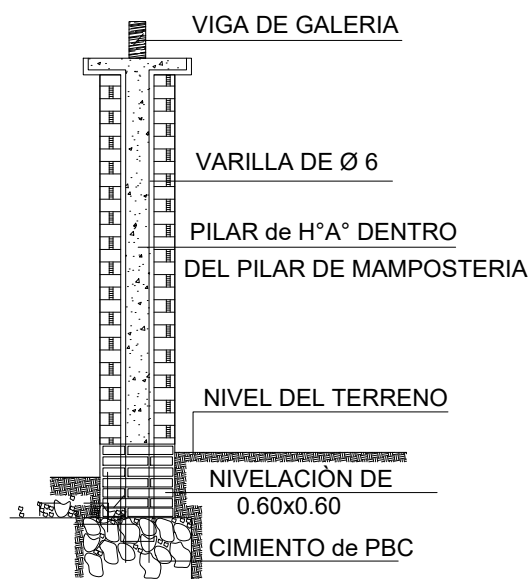 VIGA DE GALERIA
VARILLA DE Ø 6
PILAR de H°A° DENTRO
DEL PILAR DE MAMPOSTERIA
NIVEL DEL TERRENO
NIVELACIÒN DE
0.60x0.60
CIMIENTO de PBC